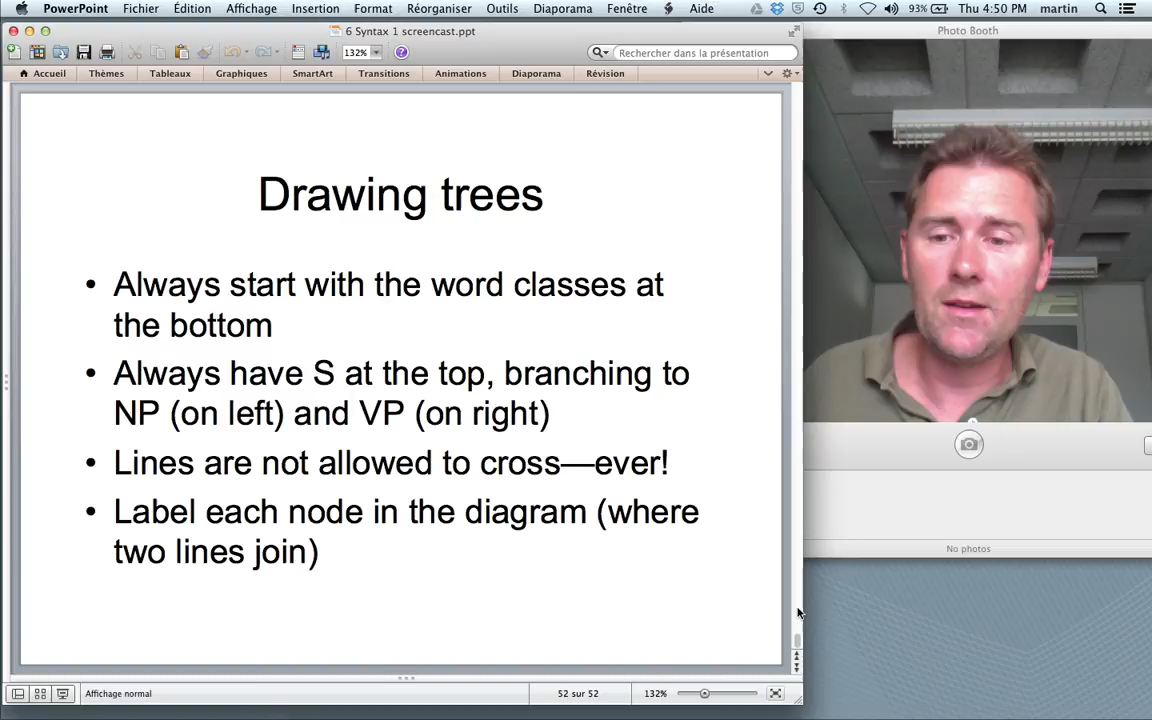 PowerPoint Fichier Édition Affichage Insertion Format Réorganiser Outils Diaporama Fenêtre Aide 93% Thu 4:50 PM martin
6 Syntax 1 screencast.ppt
Photo Booth
132% Rechercher dans la présentation
Accueil Thèmes Tableaux Graphiques SmartArt Transitions Animations Diaporama Révision
Drawing trees
• Always start with the word classes at
the bottom
• Always have S at the top, branching to
NP (on left) and VP (on right)
• Lines are not allowed to cross—ever!
• Label each node in the diagram (where
two lines join)
No photos
Affichage normal 52 sur 52 132%